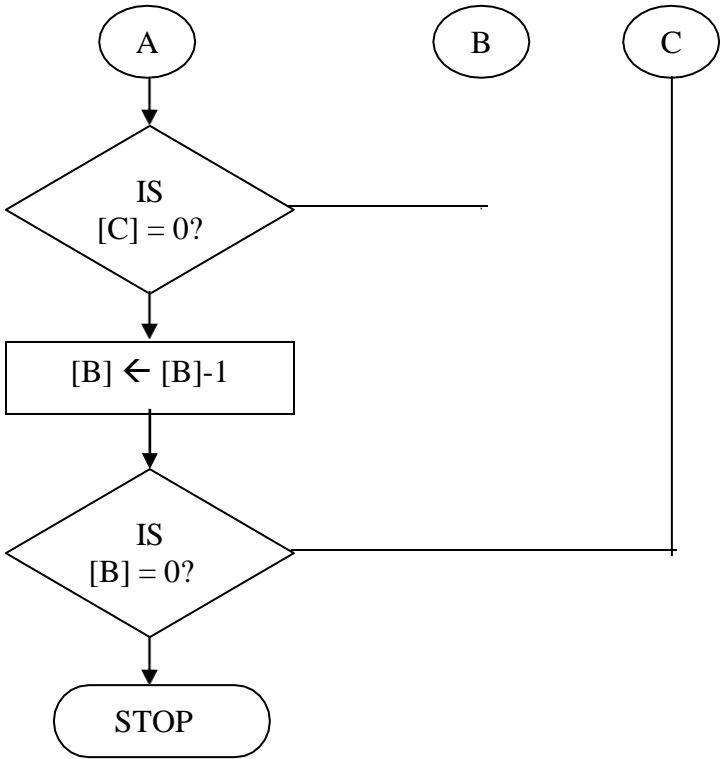 A
B
C
IS
[C] = 0?
[B] ← [B]-1
IS
[B] = 0?
STOP